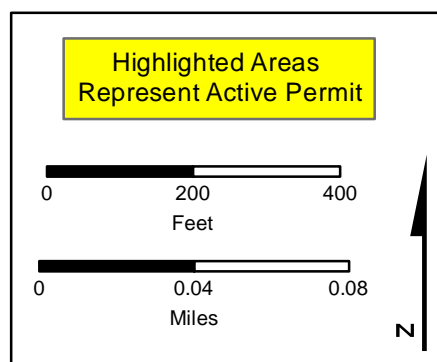 Highlighted Areas
Represent Active Permit
0 200 400
Feet
0 0.04 0.08
Miles
N